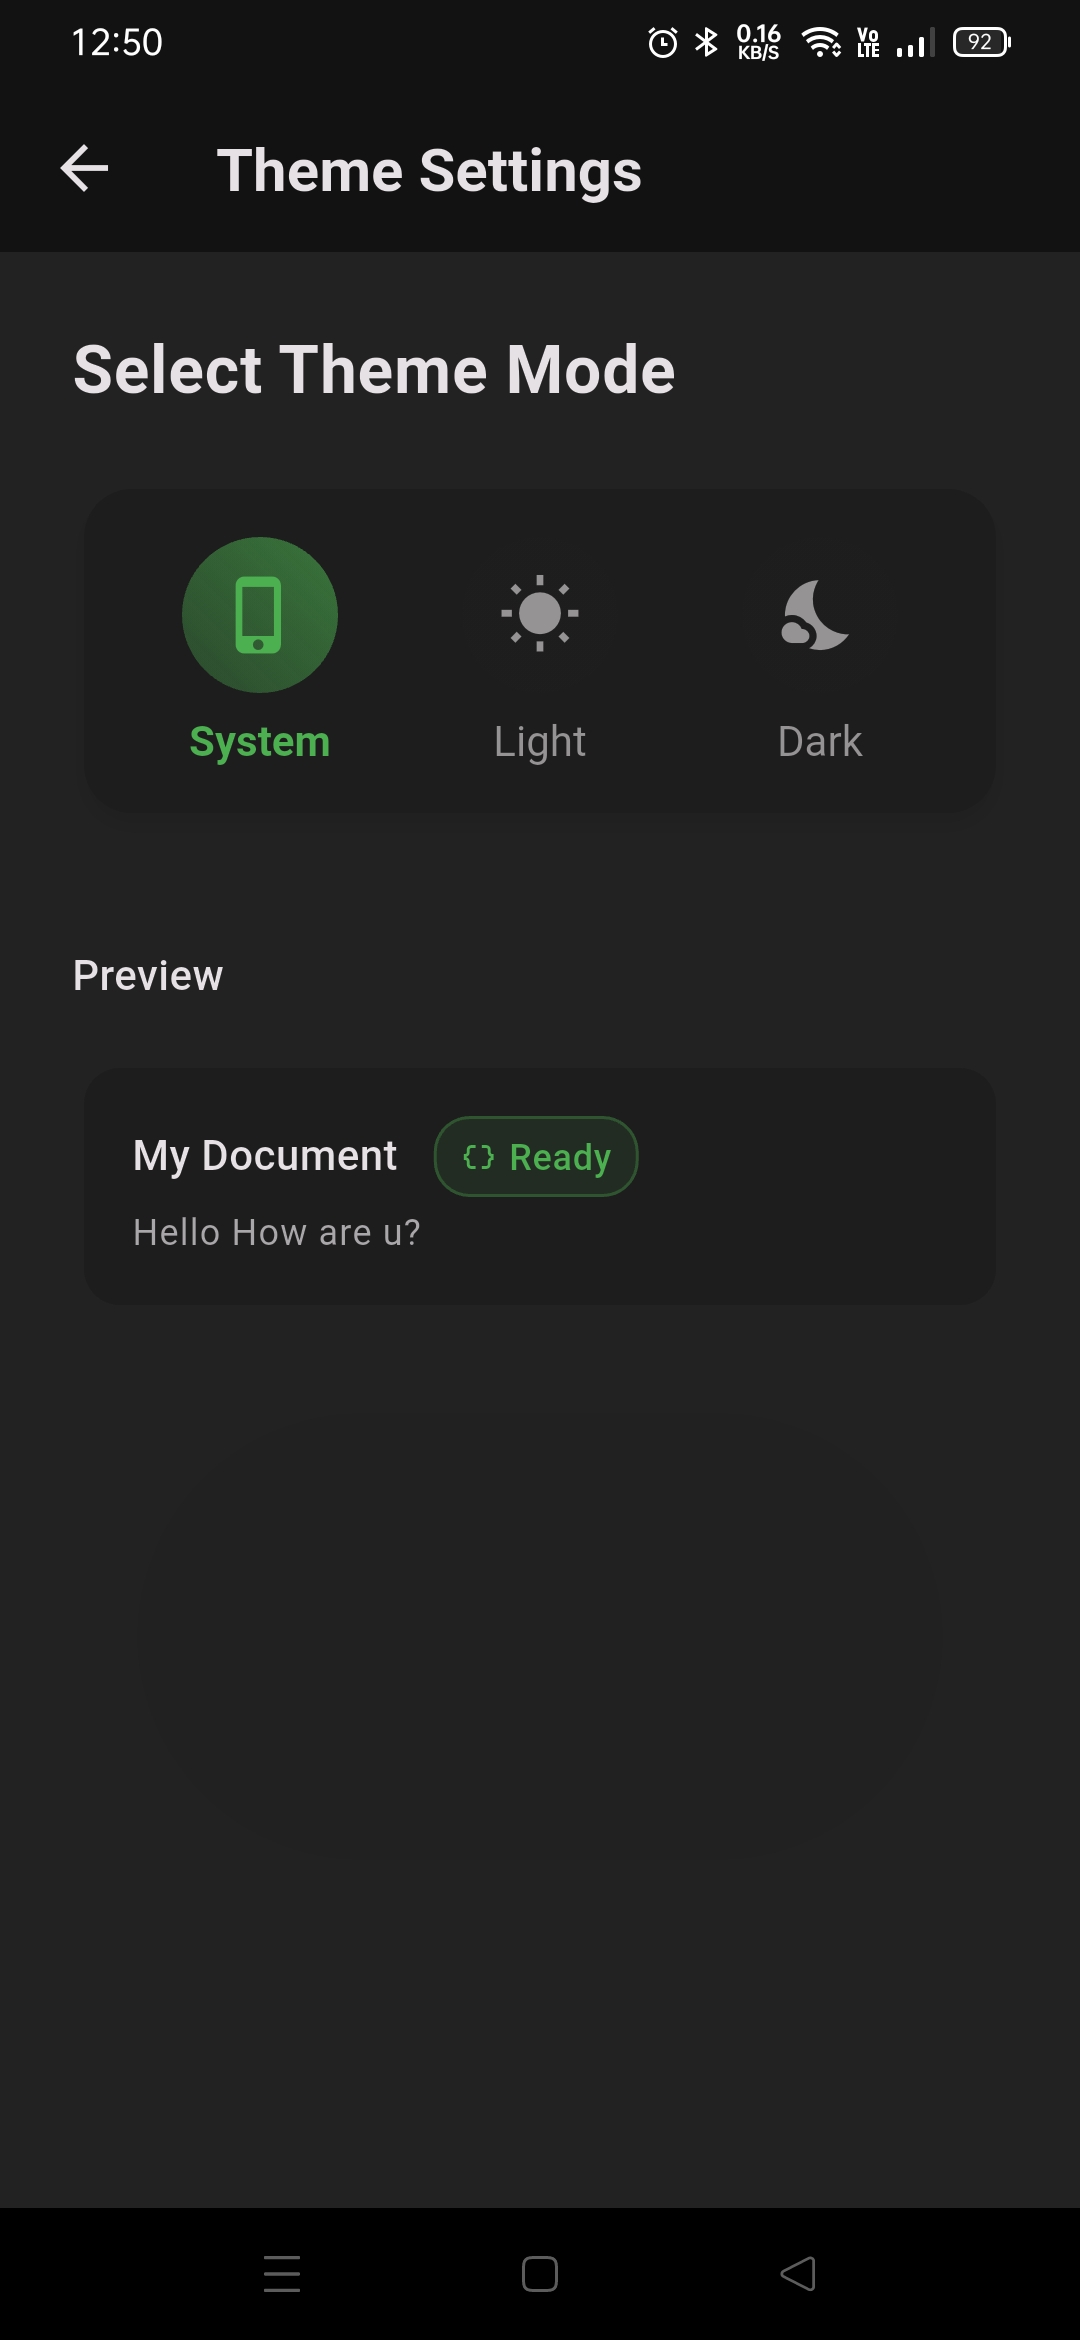 12:50
0.16
KB/S
Vo
LTE
92
Theme Settings
Select Theme Mode
System
Light
Dark
Preview
My Document
{} Ready
Hello How are u?